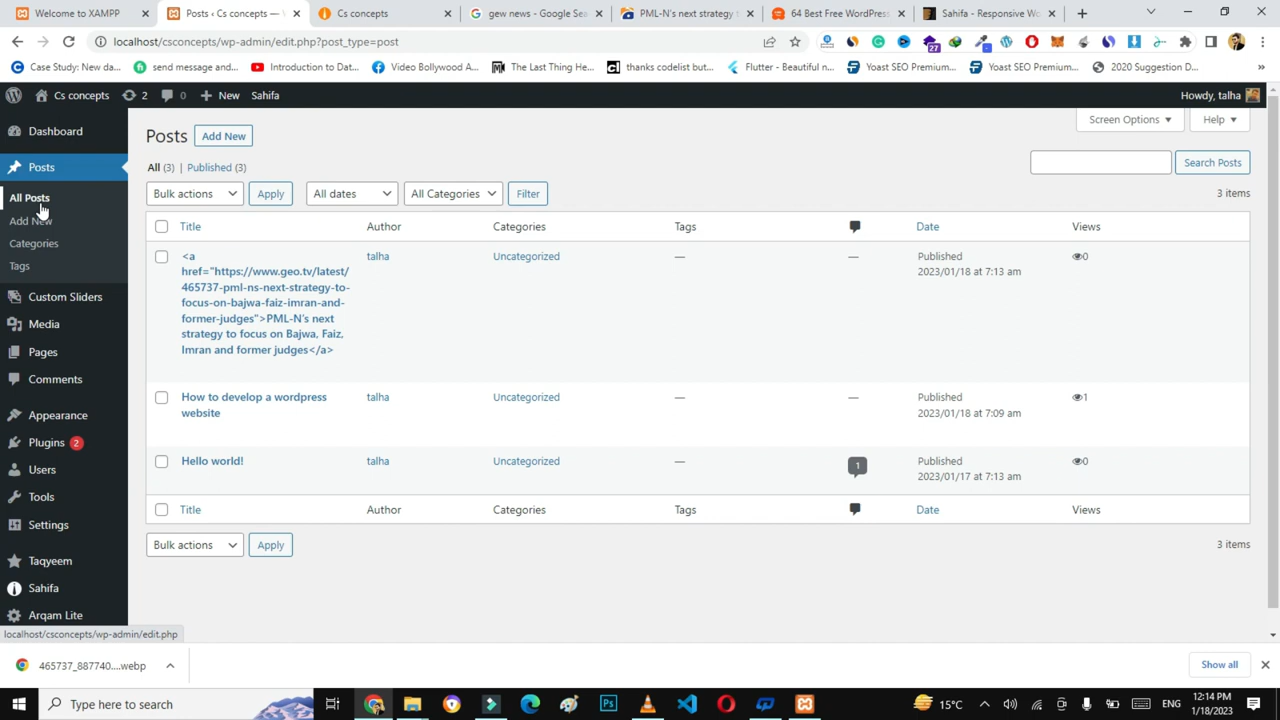 Welcome to XAMPP
Posts ‹ Cs concepts —
Cs concepts
gew news - Google Sea
PML-N's next strategy t
64 Best Free WordPress
Sahifa - Responsive Wo
localhost/csconcepts/wp-admin/edit.php?post_type=post
Case Study: New da...
send message and...
Introduction to Dat...
Video Bollywood A...
The Last Thing He...
thanks codelist but...
Flutter - Beautiful n...
Yoast SEO Premium...
Yoast SEO Premium...
2020 Suggestion D...
»
27
Cs concepts
2
0
New
Sahifa
Howdy, talha
Dashboard
Posts
All Posts
Add New
Categories
Tags
Custom Sliders
Media
Pages
Comments
Appearance
Plugins 2
Users
Tools
Settings
Taqyeem
Sahifa
Arqam Lite
Posts Add New
Screen Options
Help
All (3) | Published (3)
Search Posts
Bulk actions
Apply
All dates
All Categories
Filter
3 items
Title Author Categories Tags Date Views
<a
href="https://www.geo.tv/latest/
465737-pml-ns-next-strategy-to-
focus-on-bajwa-faiz-imran-and-
former-judges">PML-N's next
strategy to focus on Bajwa, Faiz,
Imran and former judges</a>
talha
Uncategorized
—
—
Published
2023/01/18 at 7:13 am
0
How to develop a wordpress
website
talha
Uncategorized
—
—
Published
2023/01/18 at 7:09 am
1
Hello world!
talha
Uncategorized
—
1
Published
2023/01/17 at 7:13 am
0
Title Author Categories Tags Date Views
Bulk actions
Apply
3 items
localhost/csconcepts/wp-admin/edit.php
465737_887740....webp
Show all
Type here to search
Ps
15°C
ENG
12:14 PM
1/18/2023